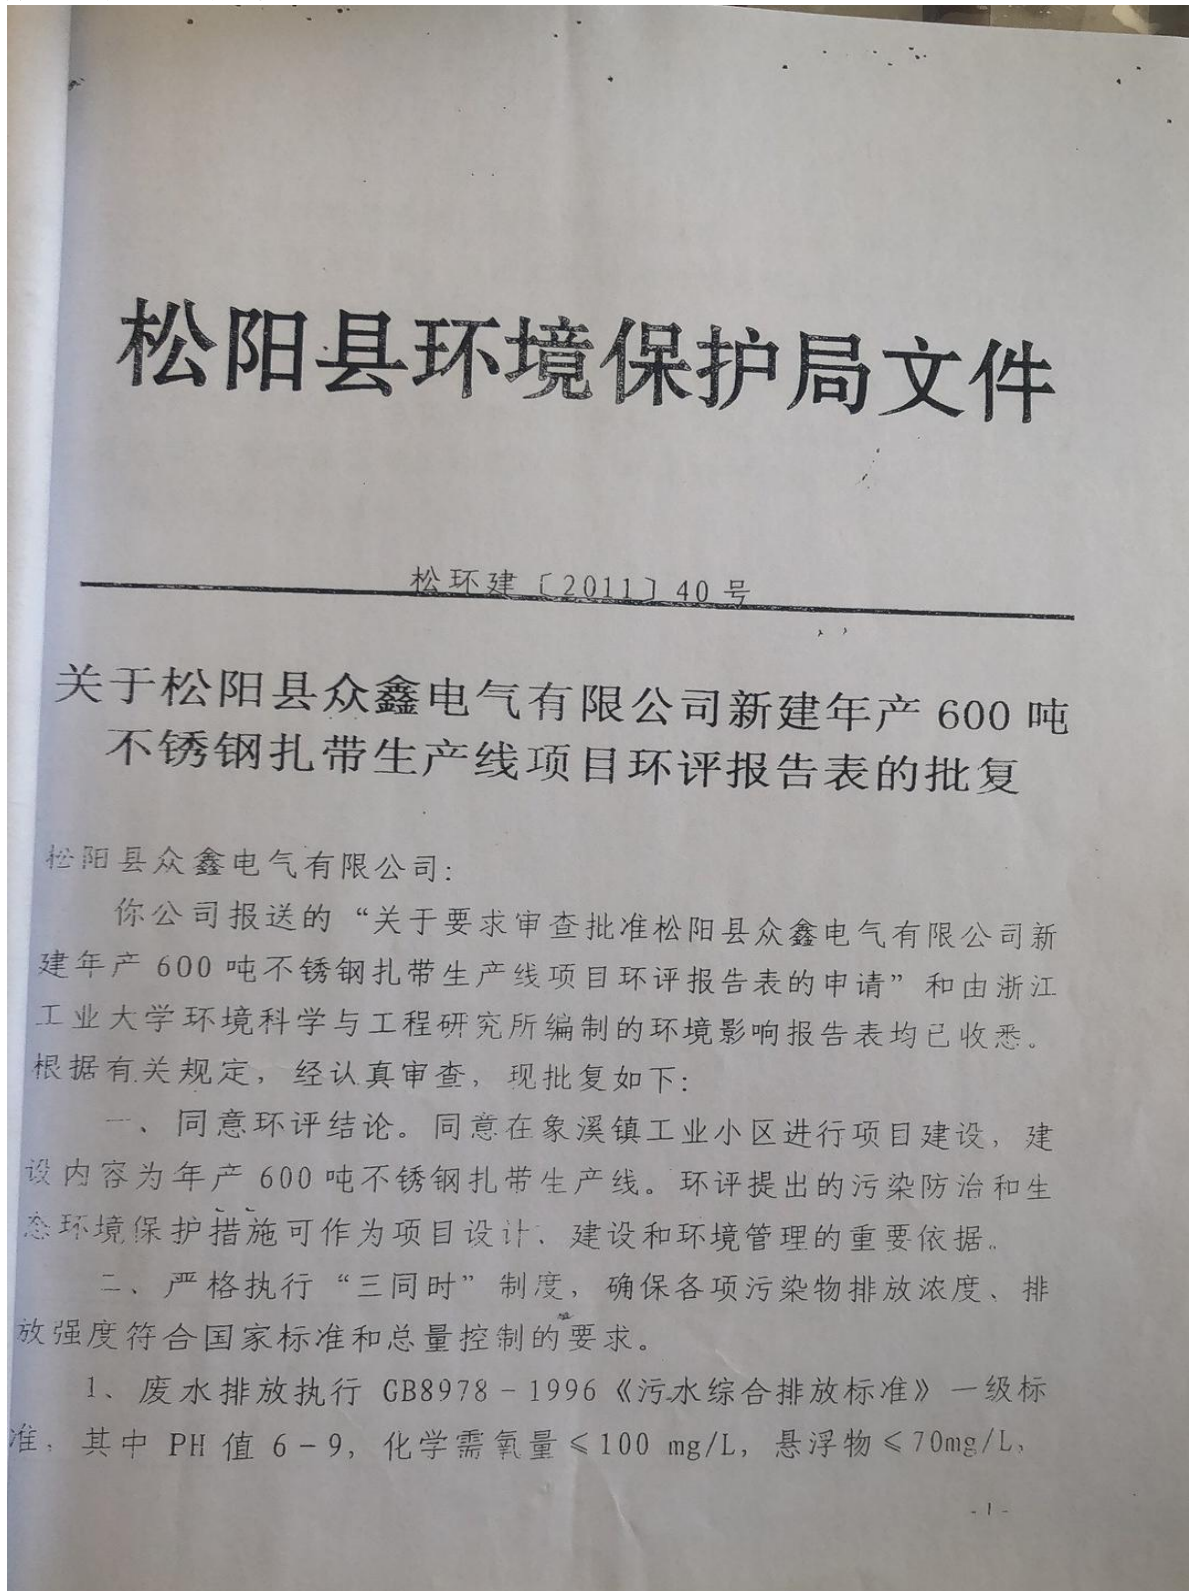 松阳县环境保护局文件
松环建〔2011〕40号
关于松阳县众鑫电气有限公司新建年产600吨
不锈钢扎带生产线项目环评报告表的批复
松阳县众鑫电气有限公司:
你公司报送的“关于要求审查批准松阳县众鑫电气有限公司新
建年产600吨不锈钢扎带生产线项目环评报告表的申请”和由浙江
工业大学环境科学与工程研究所编制的环境影响报告表均已收悉。
根据有关规定，经认真审查，现批复如下:
一、同意环评结论。同意在象溪镇工业小区进行项目建设，建
设内容为年产600吨不锈钢扎带生产线。环评提出的污染防治和生
态环境保护措施可作为项目设计、建设和环境管理的重要依据。
二、严格执行“三同时”制度，确保各项污染物排放浓度、排
放强度符合国家标准和总量控制的要求。
1、废水排放执行 GB8978-1996《污水综合排放标准》一级标
准，其中 PH 值 6-9，化学需氧量≤100 mg/L，悬浮物≤70mg/L，
-1-